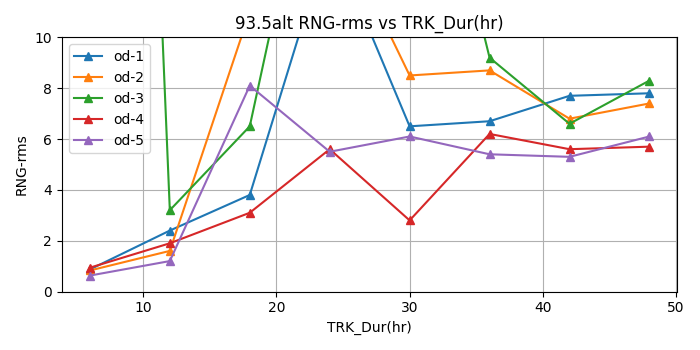 93.5alt RNG-rms vs TRK_Dur(hr)
10
8
6
4
2
0
RNG-rms
od-1
od-2
od-3
od-4
od-5
10
20
30
40
50
TRK_Dur(hr)